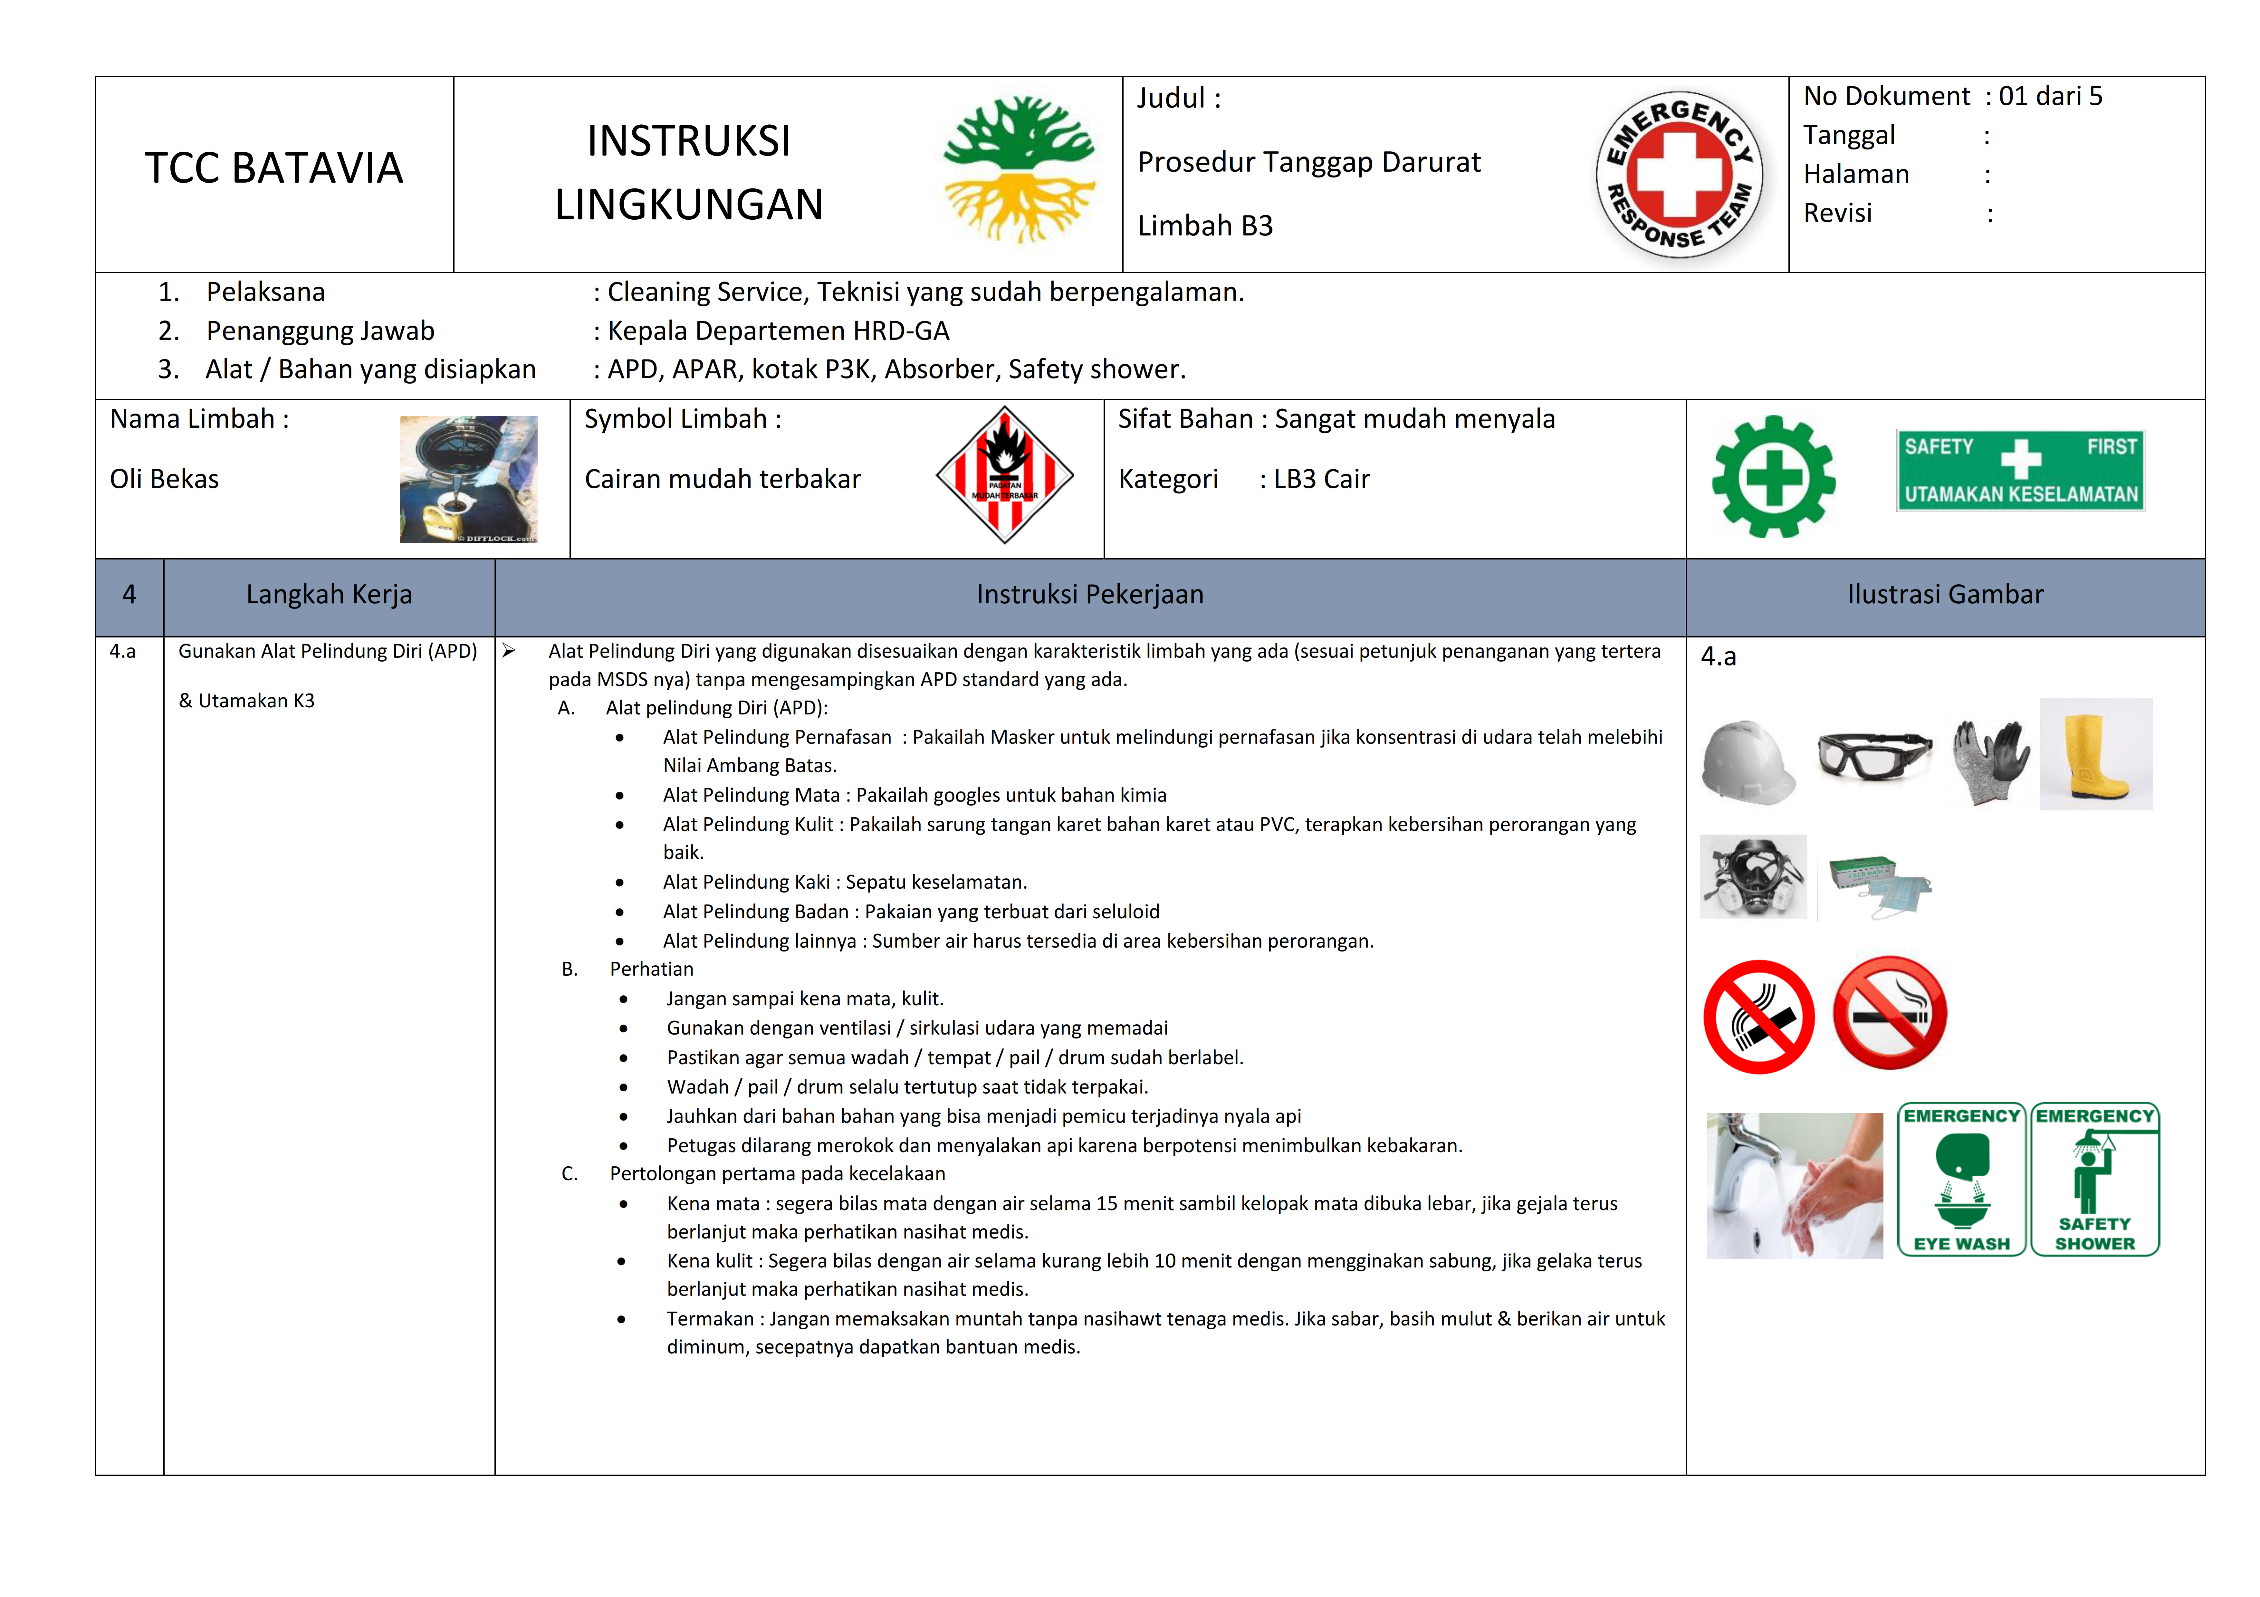 TCC BATAVIA
INSTRUKSI
LINGKUNGAN
Judul :
Prosedur Tanggap Darurat
Limbah B3
EMERGENCY
RESPONSE TEAM
No Dokument : 01 dari 5
Tanggal :
Halaman :
Revisi :
1. Pelaksana : Cleaning Service, Teknisi yang sudah berpengalaman.
2. Penanggung Jawab : Kepala Departemen HRD-GA
3. Alat / Bahan yang disiapkan : APD, APAR, kotak P3K, Absorber, Safety shower.
Nama Limbah :
Oli Bekas
© DIFFLOCK.com
Symbol Limbah :
Cairan mudah terbakar
PADATAN
MUDAH TERBAKAR
Sifat Bahan : Sangat mudah menyala
Kategori : LB3 Cair
SAFETY FIRST
UTAMAKAN KESELAMATAN
4 Langkah Kerja Instruksi Pekerjaan Ilustrasi Gambar
4.a Gunakan Alat Pelindung Diri (APD)
& Utamakan K3
➢ Alat Pelindung Diri yang digunakan disesuaikan dengan karakteristik limbah yang ada (sesuai petunjuk penanganan yang tertera
pada MSDS nya) tanpa mengesampingkan APD standard yang ada.
A. Alat pelindung Diri (APD):
• Alat Pelindung Pernafasan : Pakailah Masker untuk melindungi pernafasan jika konsentrasi di udara telah melebihi
Nilai Ambang Batas.
• Alat Pelindung Mata : Pakailah googles untuk bahan kimia
• Alat Pelindung Kulit : Pakailah sarung tangan karet bahan karet atau PVC, terapkan kebersihan perorangan yang
baik.
• Alat Pelindung Kaki : Sepatu keselamatan.
• Alat Pelindung Badan : Pakaian yang terbuat dari seluloid
• Alat Pelindung lainnya : Sumber air harus tersedia di area kebersihan perorangan.
B. Perhatian
• Jangan sampai kena mata, kulit.
• Gunakan dengan ventilasi / sirkulasi udara yang memadai
• Pastikan agar semua wadah / tempat / pail / drum sudah berlabel.
• Wadah / pail / drum selalu tertutup saat tidak terpakai.
• Jauhkan dari bahan bahan yang bisa menjadi pemicu terjadinya nyala api
• Petugas dilarang merokok dan menyalakan api karena berpotensi menimbulkan kebakaran.
C. Pertolongan pertama pada kecelakaan
• Kena mata : segera bilas mata dengan air selama 15 menit sambil kelopak mata dibuka lebar, jika gejala terus
berlanjut maka perhatikan nasihat medis.
• Kena kulit : Segera bilas dengan air selama kurang lebih 10 menit dengan mengginakan sabung, jika gelaka terus
berlanjut maka perhatikan nasihat medis.
• Termakan : Jangan memaksakan muntah tanpa nasihawt tenaga medis. Jika sabar, basih mulut & berikan air untuk
diminum, secepatnya dapatkan bantuan medis.
4.a
EMERGENCY
EYE WASH
EMERGENCY
SAFETY
SHOWER